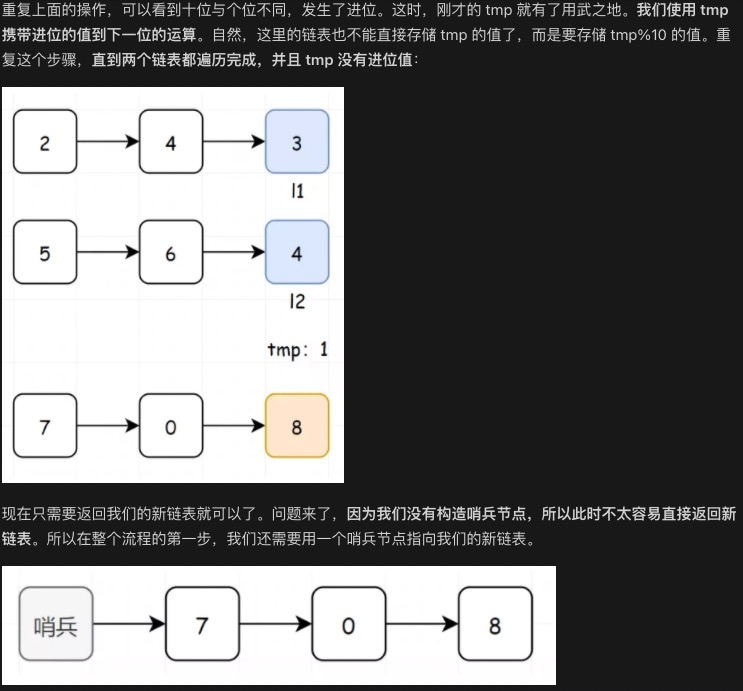 重复上面的操作，可以看到十位与个位不同，发生了进位。这时，刚才的 tmp 就有了用武之地。我们使用 tmp
携带进位的值到下一位的运算。自然，这里的链表也不能直接存储 tmp 的值了，而是要存储 tmp%10 的值。重
复这个步骤，直到两个链表都遍历完成，并且 tmp 没有进位值：
2 4 3
l1
5 6 4
l2
tmp: 1
7 0 8
现在只需要返回我们的新链表就可以了。问题来了，因为我们没有构造哨兵节点，所以此时不太容易直接返回新
链表。所以在整个流程的第一步，我们还需要用一个哨兵节点指向我们的新链表。
哨兵 7 0 8